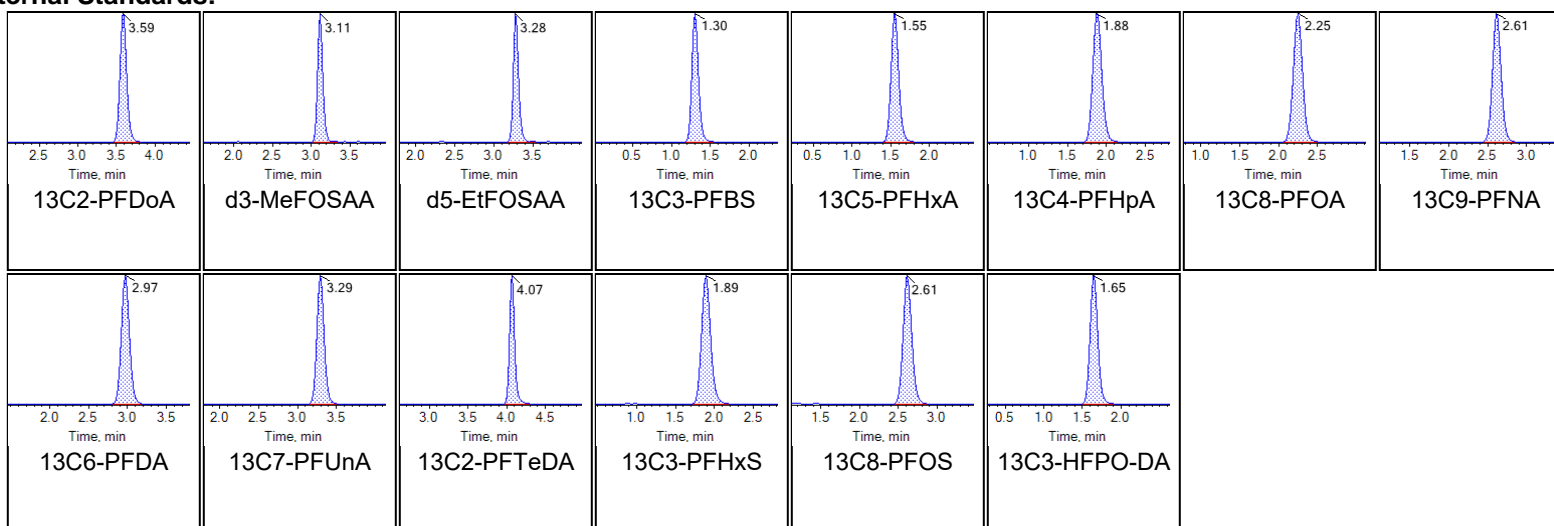 ternal Standards:
3.59 3.11 3.28 1.30 1.55 1.88 2.25 2.61
2.5 3.0 3.5 4.0 2.0 2.5 3.0 3.5 2.0 2.5 3.0 3.5 0.5 1.0 1.5 2.0 0.5 1.0 1.5 2.0 1.0 1.5 2.0 2.5 1.0 1.5 2.0 2.5 1.5 2.0 2.5 3.0
Time, min Time, min Time, min Time, min Time, min Time, min Time, min Time, min
13C2-PFDoA d3-MeFOSAA d5-EtFOSAA 13C3-PFBS 13C5-PFHxA 13C4-PFHpA 13C8-PFOA 13C9-PFNA
2.97 3.29 4.07 1.89 2.61 1.65
2.0 2.5 3.0 3.5 2.0 2.5 3.0 3.5 3.0 3.5 4.0 4.5 1.0 1.5 2.0 2.5 1.5 2.0 2.5 3.0 0.5 1.0 1.5 2.0
Time, min Time, min Time, min Time, min Time, min Time, min
13C6-PFDA 13C7-PFUnA 13C2-PFTeDA 13C3-PFHxS 13C8-PFOS 13C3-HFPO-DA